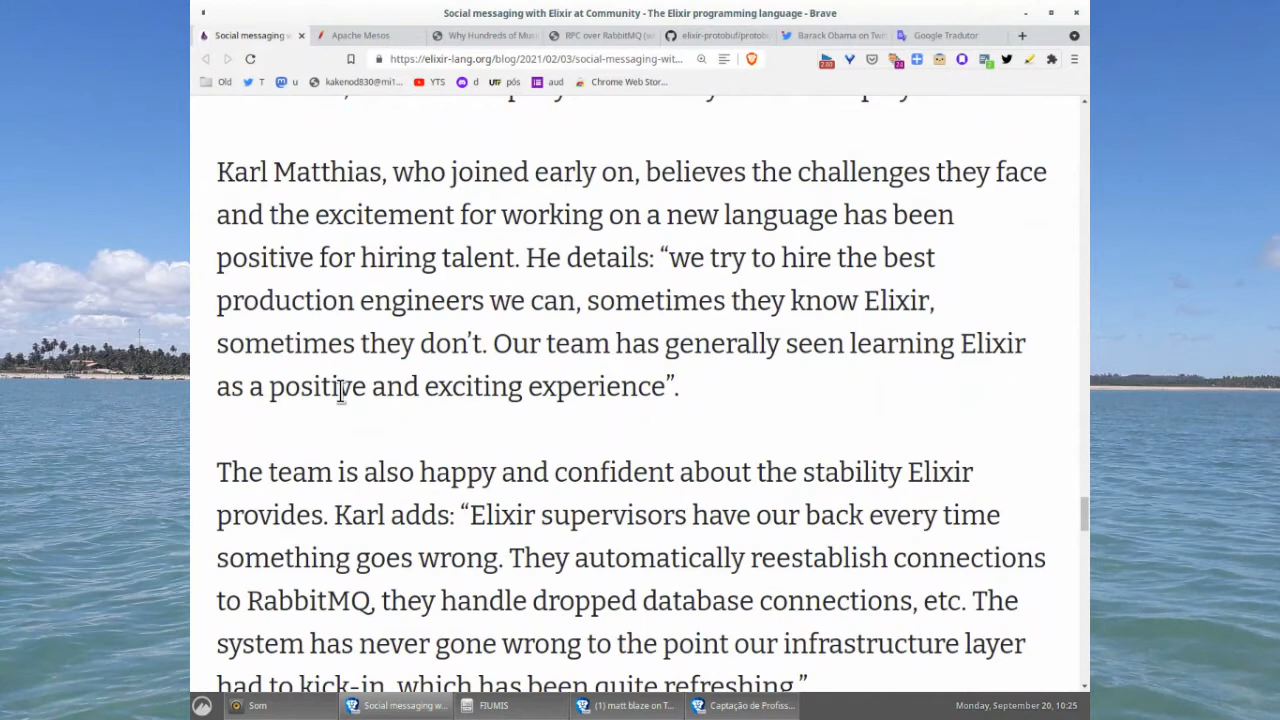 Social messaging with Elixir at Community - The Elixir programming language - Brave
Social messaging w
Apache Mesos
Why Hundreds of Mus
RPC over RabbitMQ (w
elixir-protobuf/protob
Barack Obama on Twi
Google Tradutor
https://elixir-lang.org/blog/2021/02/03/social-messaging-wit...
Old
T
u
kakenod830@mi1...
YTS
d
UTF pós
aud
Chrome Web Stor...
Karl Matthias, who joined early on, believes the challenges they face
and the excitement for working on a new language has been
positive for hiring talent. He details: “we try to hire the best
production engineers we can, sometimes they know Elixir,
sometimes they don’t. Our team has generally seen learning Elixir
as a positive and exciting experience”.
The team is also happy and confident about the stability Elixir
provides. Karl adds: “Elixir supervisors have our back every time
something goes wrong. They automatically reestablish connections
to RabbitMQ, they handle dropped database connections, etc. The
system has never gone wrong to the point our infrastructure layer
had to kick-in, which has been quite refreshing.”
Som
Social messaging w...
FIUMIS
(1) matt blaze on T...
Captação de Profiss...
Monday, September 20, 10:25